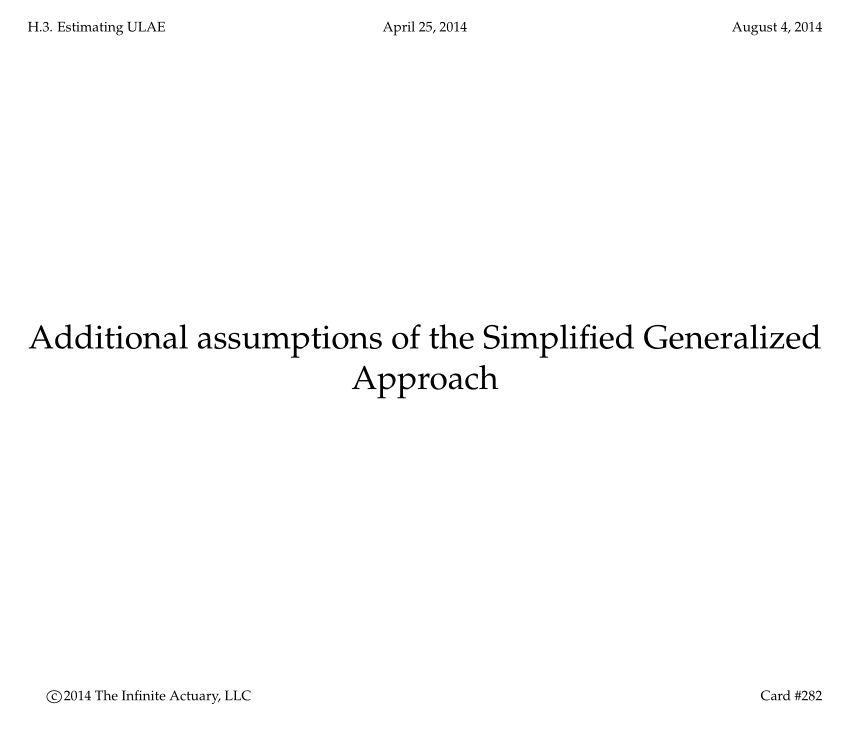 H.3. Estimating ULAE
April 25, 2014
August 4, 2014
Additional assumptions of the Simplified Generalized
Approach
©2014 The Infinite Actuary, LLC
Card #282